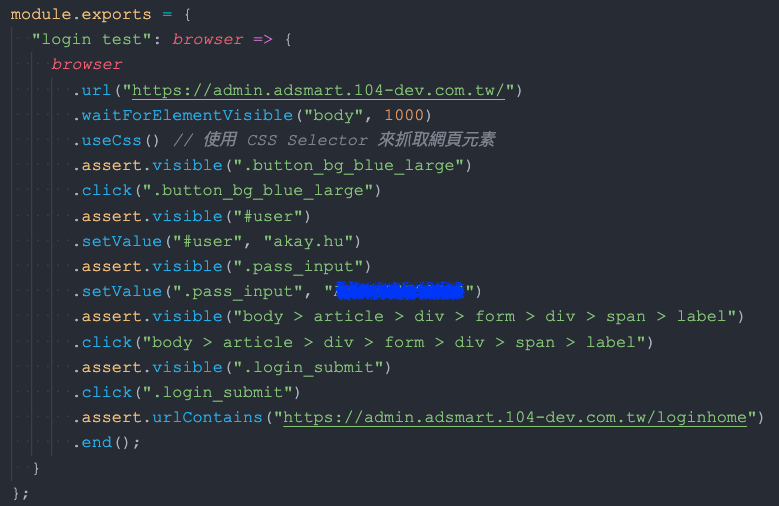 module.exports = {
"login test": browser => {
browser
.url("https://admin.adsmart.104-dev.com.tw/")
.waitForElementVisible("body", 1000)
.useCss() // 使用 CSS Selector 來抓取網頁元素
.assert.visible(".button_bg_blue_large")
.click(".button_bg_blue_large")
.assert.visible("#user")
.setValue("#user", "akay.hu")
.assert.visible(".pass_input")
.setValue(".pass_input", "")
.assert.visible("body > article > div > form > div > span > label")
.click("body > article > div > form > div > span > label")
.assert.visible(".login_submit")
.click(".login_submit")
.assert.urlContains("https://admin.adsmart.104-dev.com.tw/loginhome")
.end();
}
};